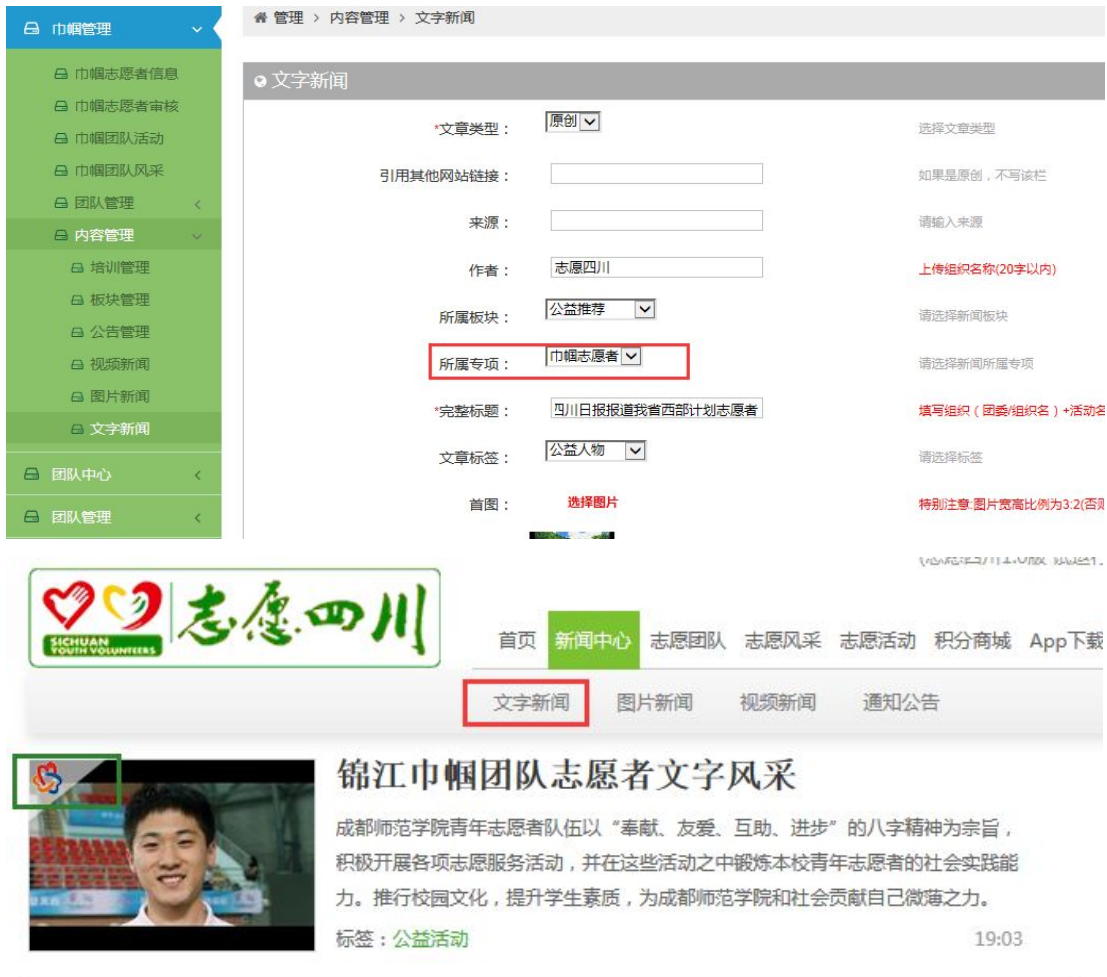 巾帼管理
巾帼志愿者信息
巾帼志愿者审核
巾帼团队活动
巾帼团队风采
团队管理
内容管理
培训管理
板块管理
公告管理
视频新闻
图片新闻
文字新闻
团队中心
团队管理
管理 > 内容管理 > 文字新闻
文字新闻
*文章类型： 原创 选择文章类型
引用其他网站链接： 如果是原创，不写该栏
来源： 请输入来源
作者： 志愿四川 上传组织名称(20字以内)
所属板块： 公益推荐 请选择新闻板块
所属专项： 巾帼志愿者 请选择新闻所属专项
*完整标题： 四川日报报道我省西部计划志愿者 填写组织（团委/组织名）+活动名
文章标签： 公益人物 请选择标签
首图： 选择图片 特别注意:图片宽高比例为3:2(否则
志愿四川
SICHUAN
YOUTH VOLUNTEERS
首页 新闻中心 志愿团队 志愿风采 志愿活动 积分商城 App下载
文字新闻 图片新闻 视频新闻 通知公告
锦江巾帼团队志愿者文字风采
成都师范学院青年志愿者队伍以“奉献、友爱、互助、进步”的八字精神为宗旨，
积极开展各项志愿服务活动，并在这些活动之中锻炼本校青年志愿者的社会实践能
力。推行校园文化，提升学生素质，为成都师范学院和社会贡献自己微薄之力。
标签：公益活动 19:03